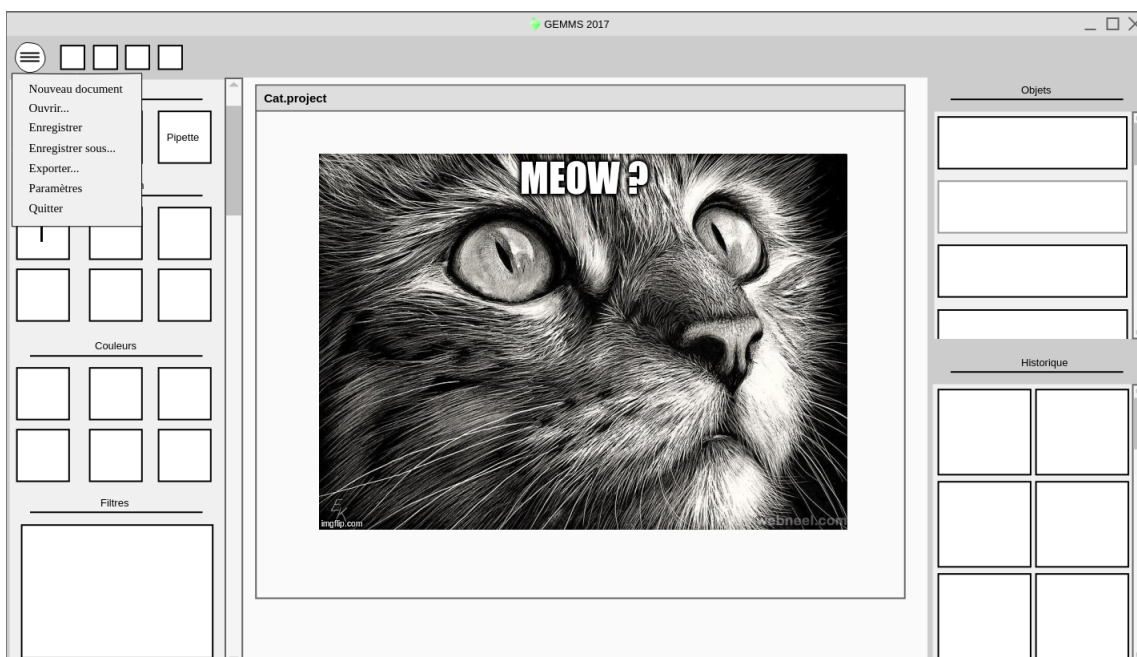 GEMMS 2017
Nouveau document
Ouvrir...
Enregistrer
Enregistrer sous...
Exporter...
Paramètres
Quitter
Pipette
Couleurs
Filtres
Cat.project
MEOW ?
imgflip.com
webneel.com
Objets
Historique